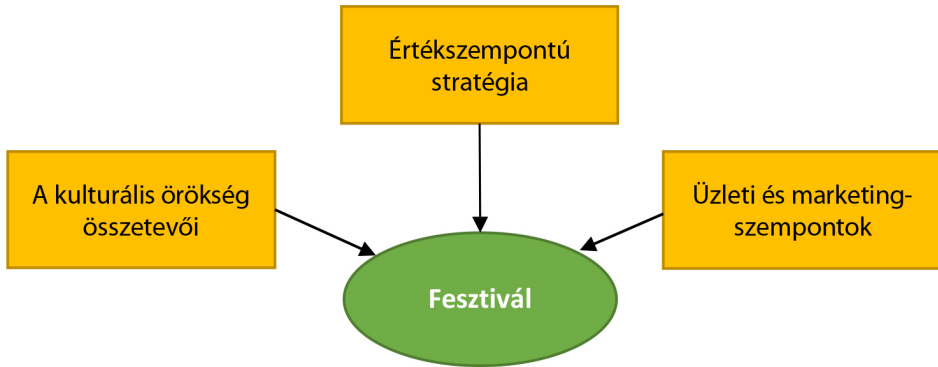 Értékszempontú
stratégia
A kulturális örökség
összetevői
Üzleti és marketing-
szempontok
Fesztivál